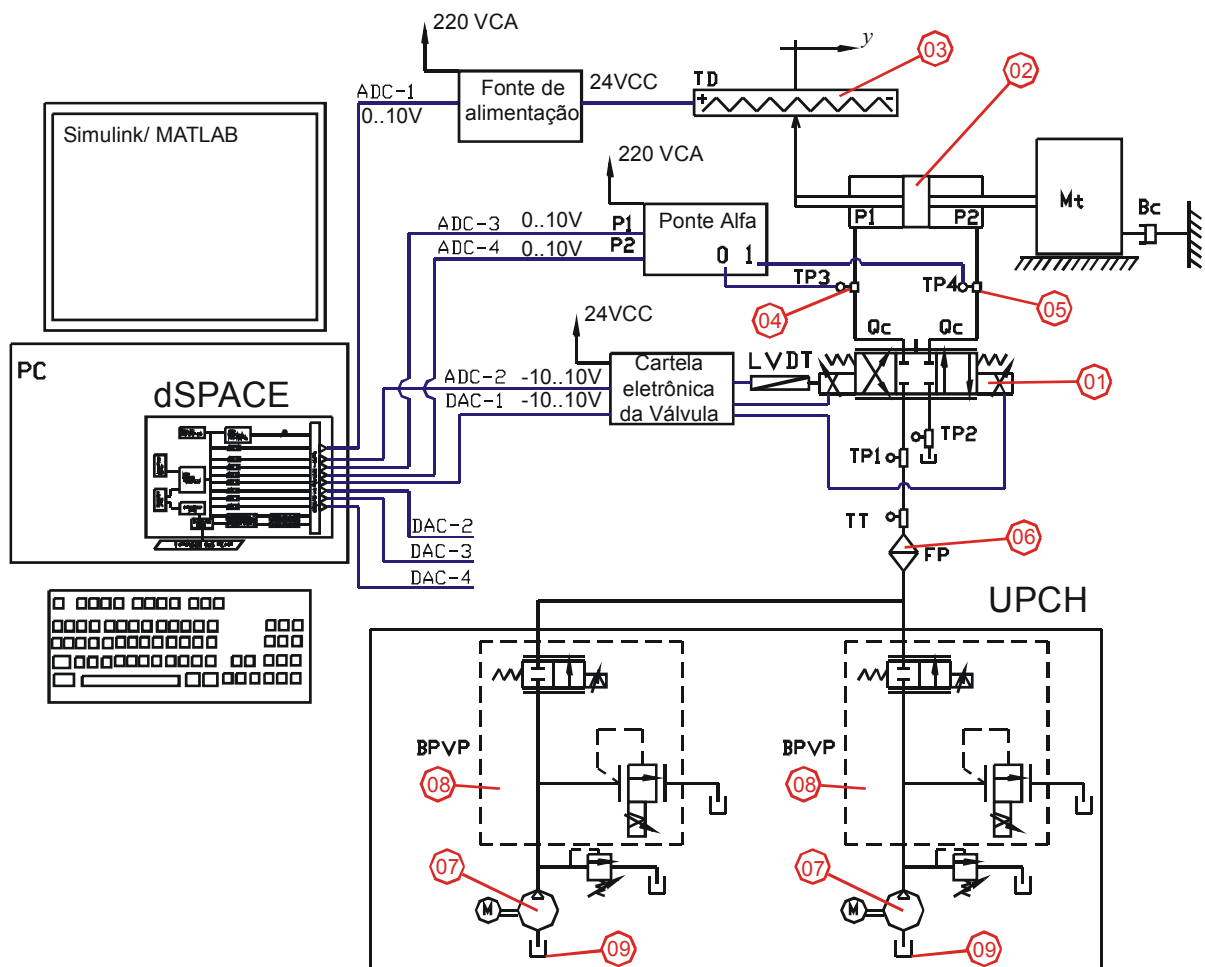 220 VCA
y
03
02
TD
ADC-1
0..10V
Fonte de
alimentação
24VCC
+
-
Simulink/ MATLAB
220 VCA
Mt
Bc
P1
P2
ADC-3
0..10V
P1
Ponte Alfa
ADC-4
0..10V
P2
0 1
TP3
TP4
04
05
24VCC
Qc
Qc
PC
dSPACE
ADC-2
-10..10V
DAC-1
-10..10V
Cartela
eletrônica
da Válvula
LVDT
01
TP2
TP1
TT
DAC-2
DAC-3
DAC-4
06
FP
UPCH
BPVP
08
BPVP
08
07
M
07
M
09
09